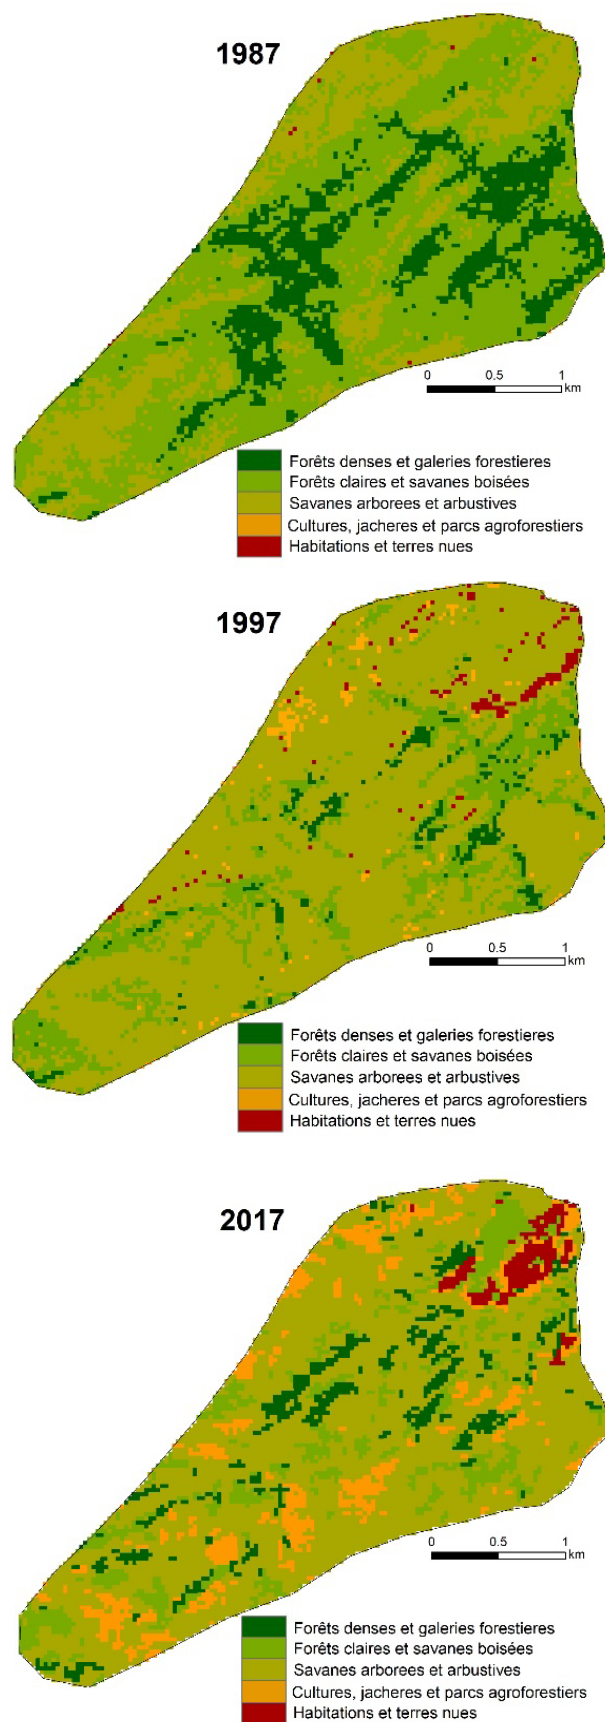 1987
0 0.5 1
km
Forêts denses et galeries forestieres
Forêts claires et savanes boisées
Savanes arborees et arbustives
Cultures, jacheres et parcs agroforestiers
Habitations et terres nues
1997
0 0.5 1
km
Forêts denses et galeries forestieres
Forêts claires et savanes boisées
Savanes arborees et arbustives
Cultures, jacheres et parcs agroforestiers
Habitations et terres nues
2017
0 0.5 1
km
Forêts denses et galeries forestieres
Forêts claires et savanes boisées
Savanes arborees et arbustives
Cultures, jacheres et parcs agroforestiers
Habitations et terres nues